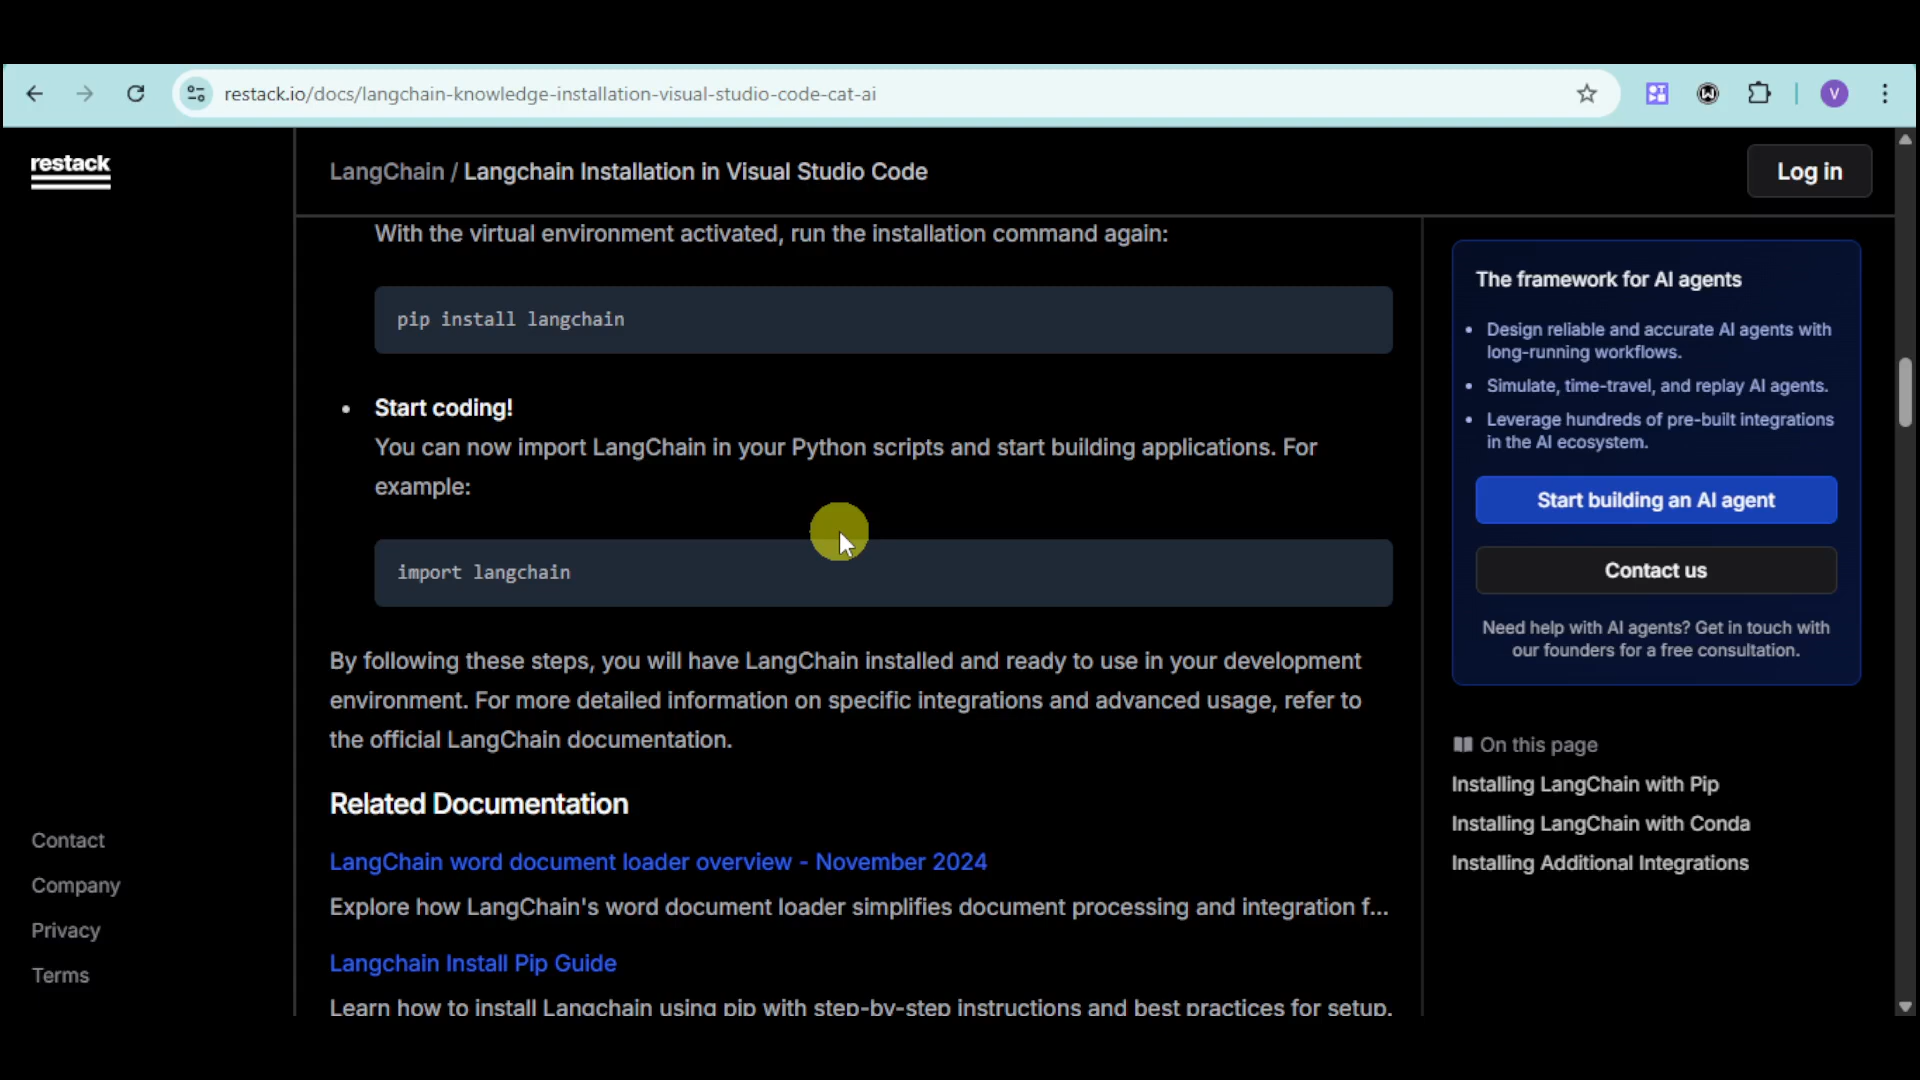 restack.io/docs/langchain-knowledge-installation-visual-studio-code-cat-ai
V
restack
LangChain / Langchain Installation in Visual Studio Code
Log in
With the virtual environment activated, run the installation command again:
pip install langchain
• Start coding!
You can now import LangChain in your Python scripts and start building applications. For
example:
import langchain
By following these steps, you will have LangChain installed and ready to use in your development
environment. For more detailed information on specific integrations and advanced usage, refer to
the official LangChain documentation.
Related Documentation
LangChain word document loader overview - November 2024
Explore how LangChain's word document loader simplifies document processing and integration f...
Langchain Install Pip Guide
Learn how to install Langchain using pip with step-by-step instructions and best practices for setup.
The framework for AI agents
• Design reliable and accurate AI agents with
long-running workflows.
• Simulate, time-travel, and replay AI agents.
• Leverage hundreds of pre-built integrations
in the AI ecosystem.
Start building an AI agent
Contact us
Need help with AI agents? Get in touch with
our founders for a free consultation.
On this page
Installing LangChain with Pip
Installing LangChain with Conda
Installing Additional Integrations
Contact
Company
Privacy
Terms